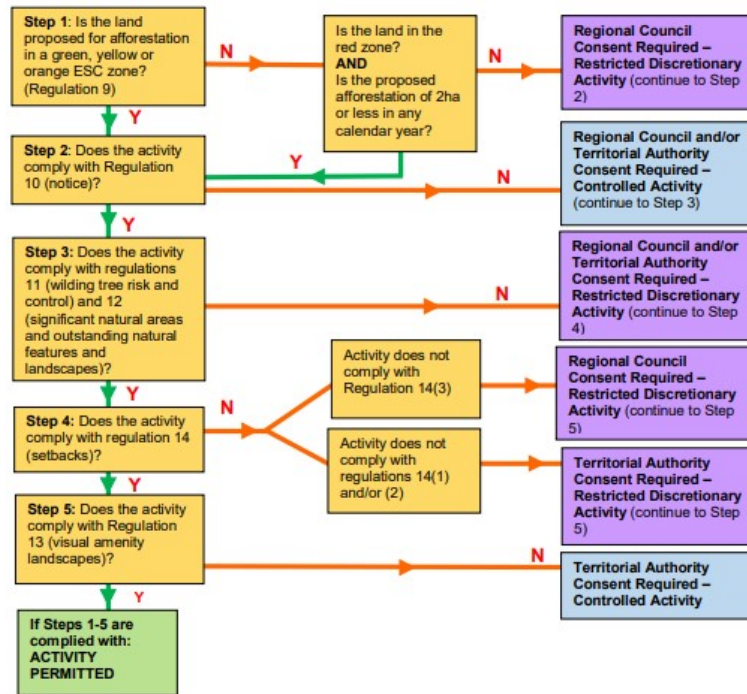 Step 1: Is the land
proposed for afforestation
in a green, yellow or
orange ESC zone?
(Regulation 9)
N
Is the land in the
red zone?
AND
Is the proposed
afforestation of 2ha
or less in any
calendar year?
N
Regional Council
Consent Required –
Restricted Discretionary
Activity (continue to Step
2)
Y
Y
Step 2: Does the activity
comply with Regulation
10 (notice)?
N
Regional Council and/or
Territorial Authority
Consent Required –
Controlled Activity
(continue to Step 3)
Y
Step 3: Does the activity
comply with regulations
11 (wilding tree risk and
control) and 12
(significant natural areas
and outstanding natural
features and
landscapes)?
N
Regional Council and/or
Territorial Authority
Consent Required –
Restricted Discretionary
Activity (continue to Step
4)
Y
Step 4: Does the activity
comply with regulation 14
(setbacks)?
N
Activity does not
comply with
Regulation 14(3)
Regional Council
Consent Required –
Restricted Discretionary
Activity (continue to Step
5)
Activity does not
comply with
regulations 14(1)
and/or (2)
Territorial Authority
Consent Required –
Restricted Discretionary
Activity (continue to Step
5)
Y
Step 5: Does the activity
comply with Regulation
13 (visual amenity
landscapes)?
N
Territorial Authority
Consent Required –
Controlled Activity
Y
If Steps 1-5 are
complied with:
ACTIVITY
PERMITTED